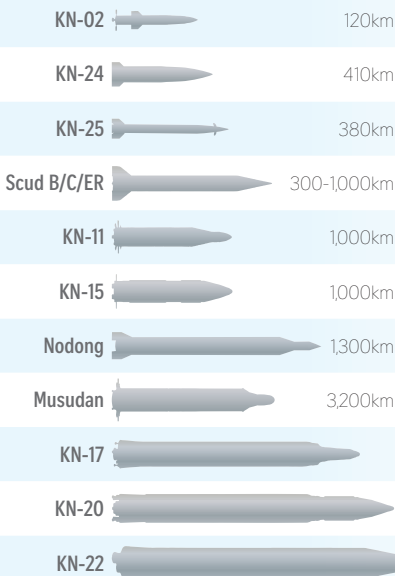 KN-02 120km
KN-24 410km
KN-25 380km
Scud B/C/ER 300-1,000km
KN-11 1,000km
KN-15 1,000km
Nodong 1,300km
Musudan 3,200km
KN-17
KN-20
KN-22